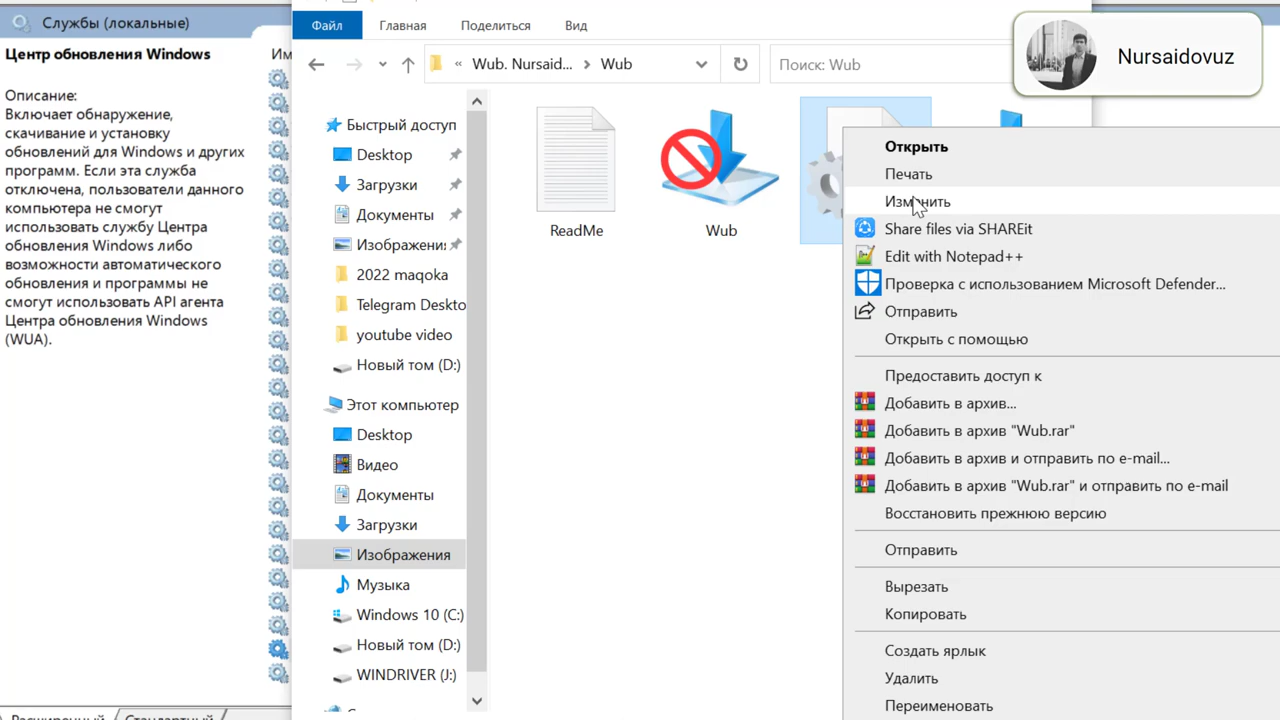 Службы (локальные)
Центр обновления Windows
Им
Описание:
Включает обнаружение,
скачивание и установку
обновлений для Windows и других
программ. Если эта служба
отключена, пользователи данного
компьютера не смогут
использовать службу Центра
обновления Windows либо
возможности автоматического
обновления и программы не
смогут использовать API агента
Центра обновления Windows
(WUA).
Расширенный
Стандартный
Файл
Главная
Поделиться
Вид
« Wub. Nursaid... › Wub
Поиск: Wub
Nursaidovuz
Быстрый доступ
Desktop
Загрузки
Документы
Изображени
2022 maqoka
Telegram Deskto
youtube video
Новый том (D:)
Этот компьютер
Desktop
Видео
Документы
Загрузки
Изображения
Музыка
Windows 10 (C:)
Новый том (D:)
WINDRIVER (J:)
ReadMe
Wub
Открыть
Печать
Изменить
Share files via SHAREit
Edit with Notepad++
Проверка с использованием Microsoft Defender...
Отправить
Открыть с помощью
Предоставить доступ к
Добавить в архив...
Добавить в архив "Wub.rar"
Добавить в архив и отправить по e-mail...
Добавить в архив "Wub.rar" и отправить по e-mail
Восстановить прежнюю версию
Отправить
Вырезать
Копировать
Создать ярлык
Удалить
Переименовать